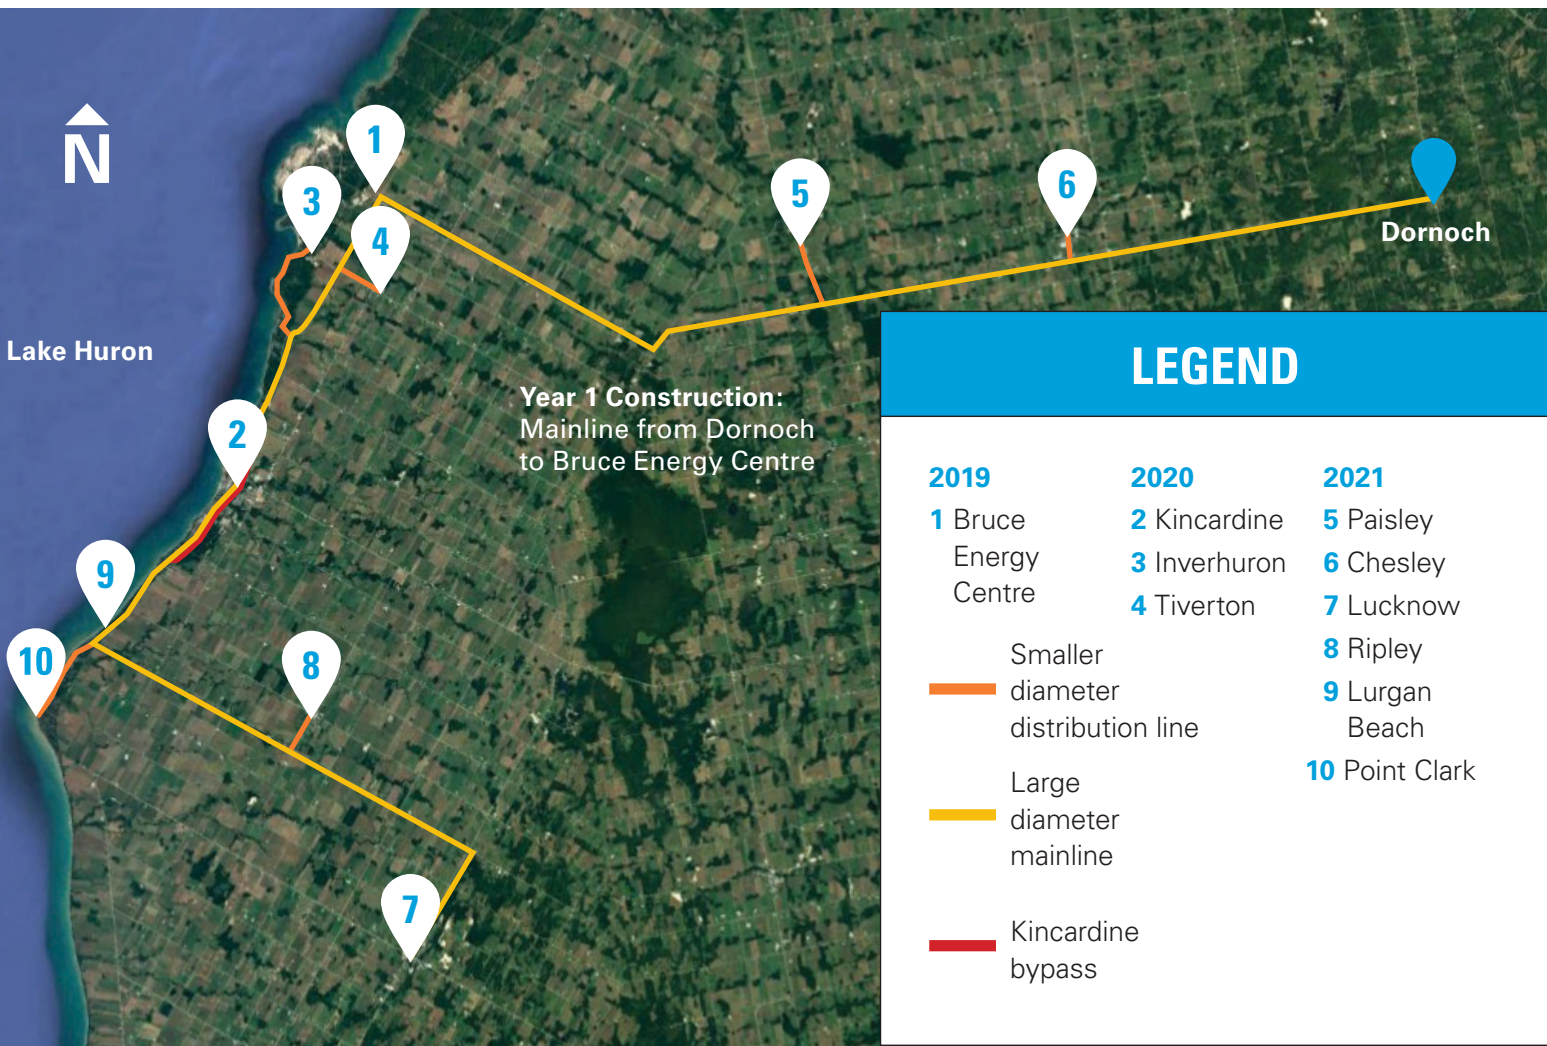 N
1
3
4
5
6
Dornoch
Lake Huron
Year 1 Construction:
Mainline from Dornoch
to Bruce Energy Centre
2
9
10
8
7
LEGEND
2019
1 Bruce
Energy
Centre
2020
2 Kincardine
3 Inverhuron
4 Tiverton
2021
5 Paisley
6 Chesley
7 Lucknow
8 Ripley
9 Lurgan
Beach
10 Point Clark
Smaller
diameter
distribution line
Large
diameter
mainline
Kincardine
bypass